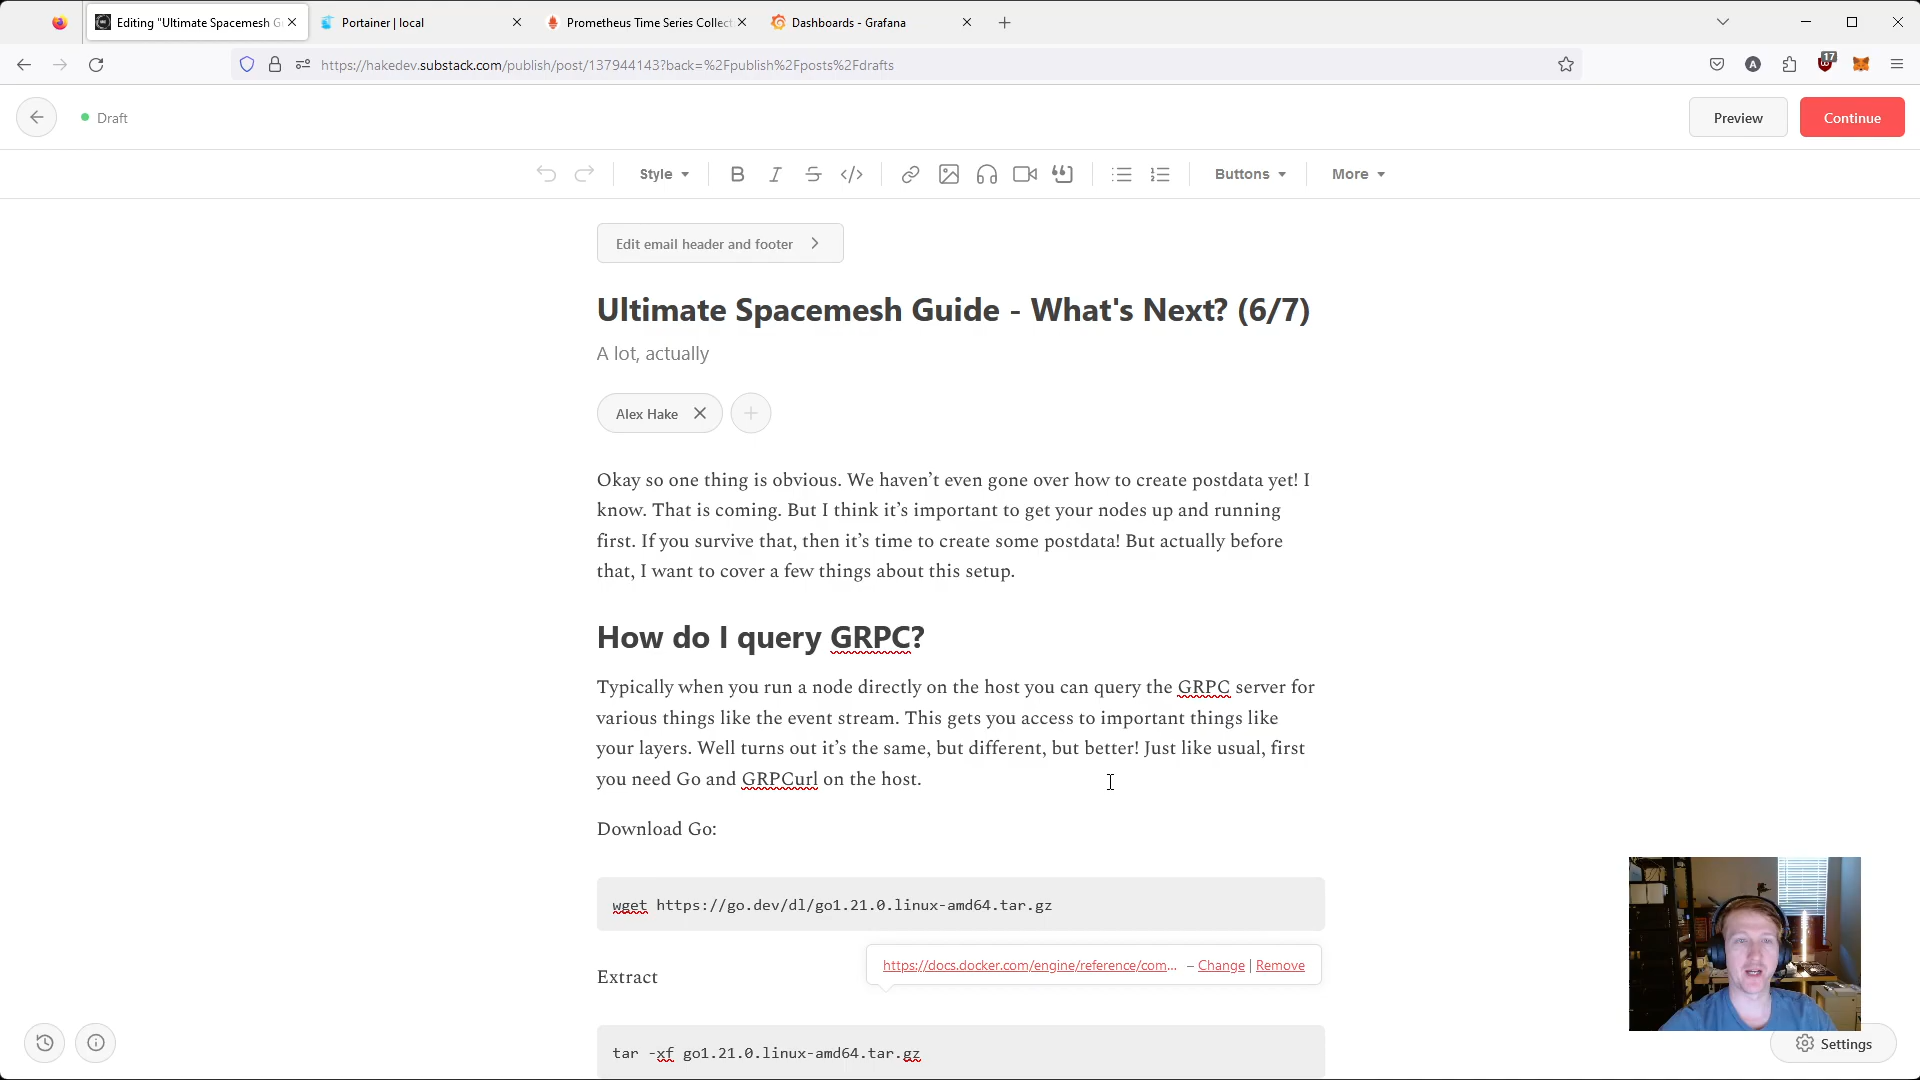 Editing "Ultimate Spacemesh G
Portainer | local
Prometheus Time Series Collect
Dashboards - Grafana
https://hakedev.substack.com/publish/post/137944143?back=%2Fpublish%2Fposts%2Fdrafts
A
17
Draft
Preview
Continue
Style
Buttons
More
Edit email header and footer
Ultimate Spacemesh Guide - What's Next? (6/7)
A lot, actually
Alex Hake
Okay so one thing is obvious. We haven’t even gone over how to create postdata yet! I
know. That is coming. But I think it’s important to get your nodes up and running
first. If you survive that, then it’s time to create some postdata! But actually before
that, I want to cover a few things about this setup.
How do I query GRPC?
Typically when you run a node directly on the host you can query the GRPC server for
various things like the event stream. This gets you access to important things like
your layers. Well turns out it’s the same, but different, but better! Just like usual, first
you need Go and GRPCurl on the host.
Download Go:
wget https://go.dev/dl/go1.21.0.linux-amd64.tar.gz
https://docs.docker.com/engine/reference/com... – Change | Remove
Extract
tar -xf go1.21.0.linux-amd64.tar.gz
Settings